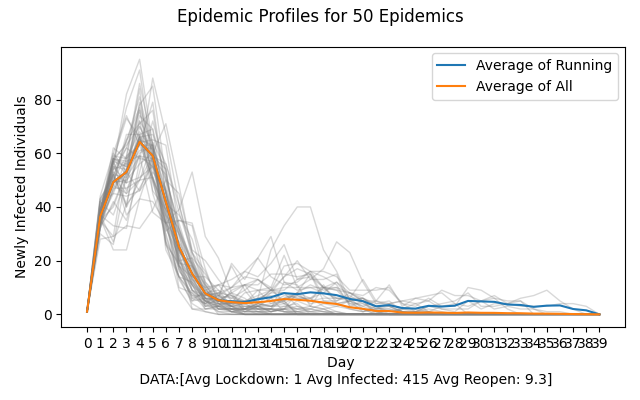 Epidemic Profiles for 50 Epidemics
Average of Running
Average of All
Newly Infected Individuals
80
60
40
20
0
0 1 2 3 4 5 6 7 8 9 10 11 12 13 14 15 16 17 18 19 20 21 22 23 24 25 26 27 28 29 30 31 32 33 34 35 36 37 38 39
Day
DATA:[Avg Lockdown: 1 Avg Infected: 415 Avg Reopen: 9.3]